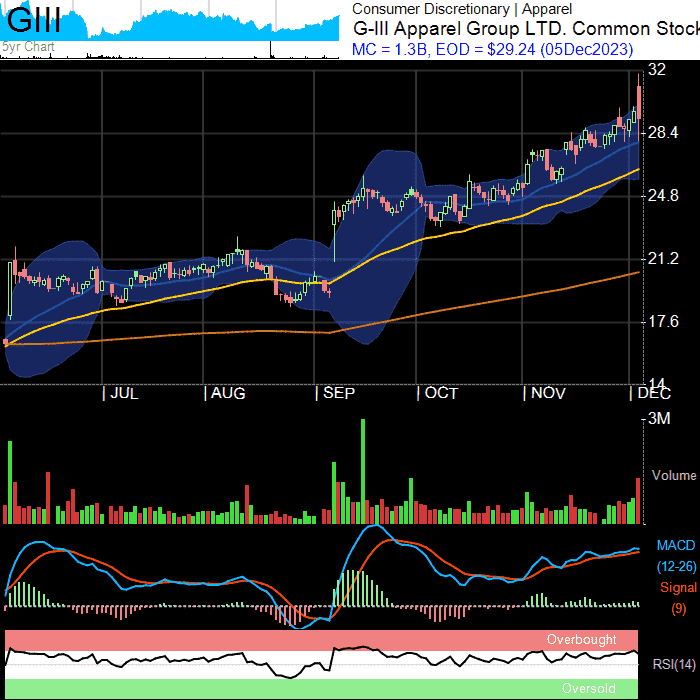 GIII
5yr Chart
Consumer Discretionary | Apparel
G-III Apparel Group LTD. Common Stock
MC = 1.3B, EOD = $29.24 (05Dec2023)
32
28.4
24.8
21.2
17.6
14
JUL
AUG
SEP
OCT
NOV
DEC
3M
Volume
MACD
(12-26)
Signal
(9)
Overbought
RSI(14)
Oversold